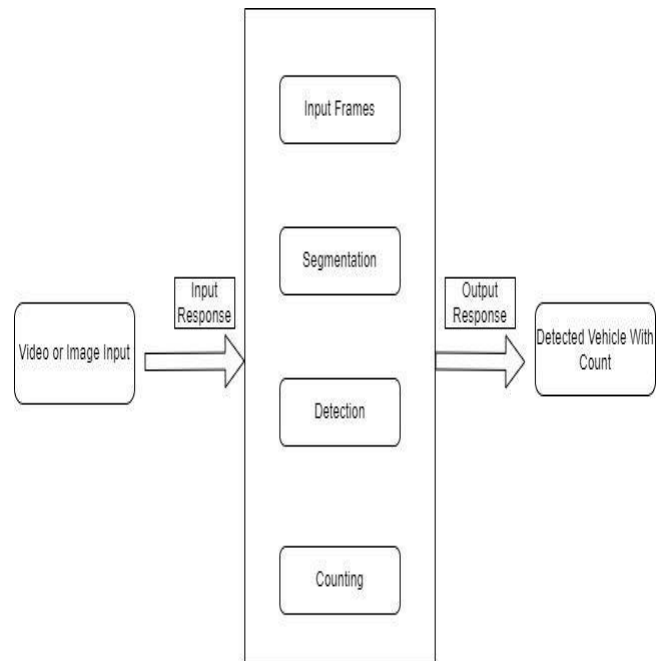 Input Frames
Segmentation
Input
Response
Output
Response
Video or Image Input
Detected Vehicle With
Count
Detection
Counting